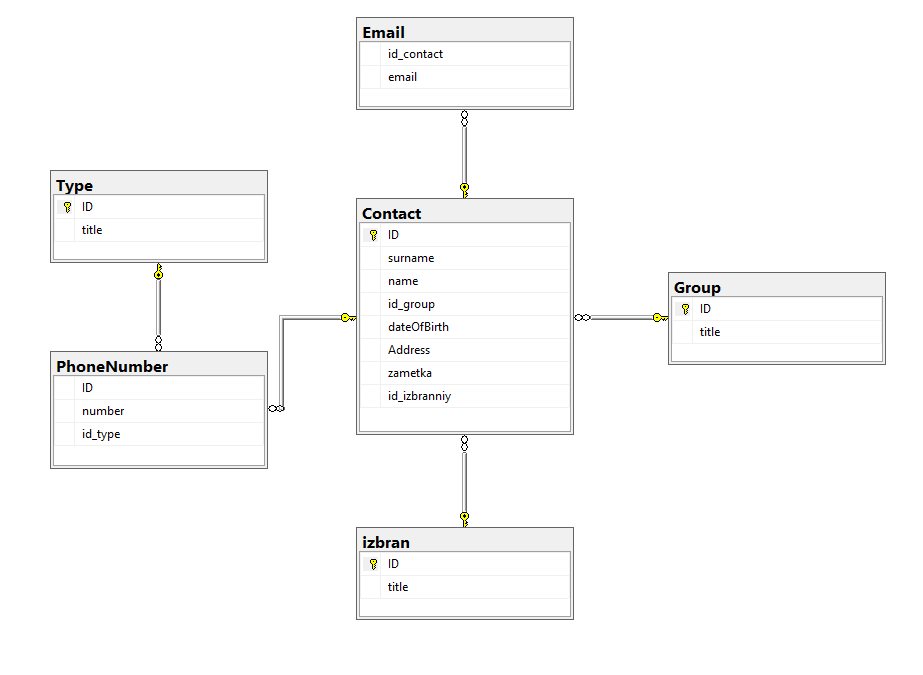 Email
id_contact
email
Type
ID
title
Contact
ID
surname
name
id_group
dateOfBirth
Address
zametka
id_izbranniy
Group
ID
title
PhoneNumber
ID
number
id_type
izbran
ID
title